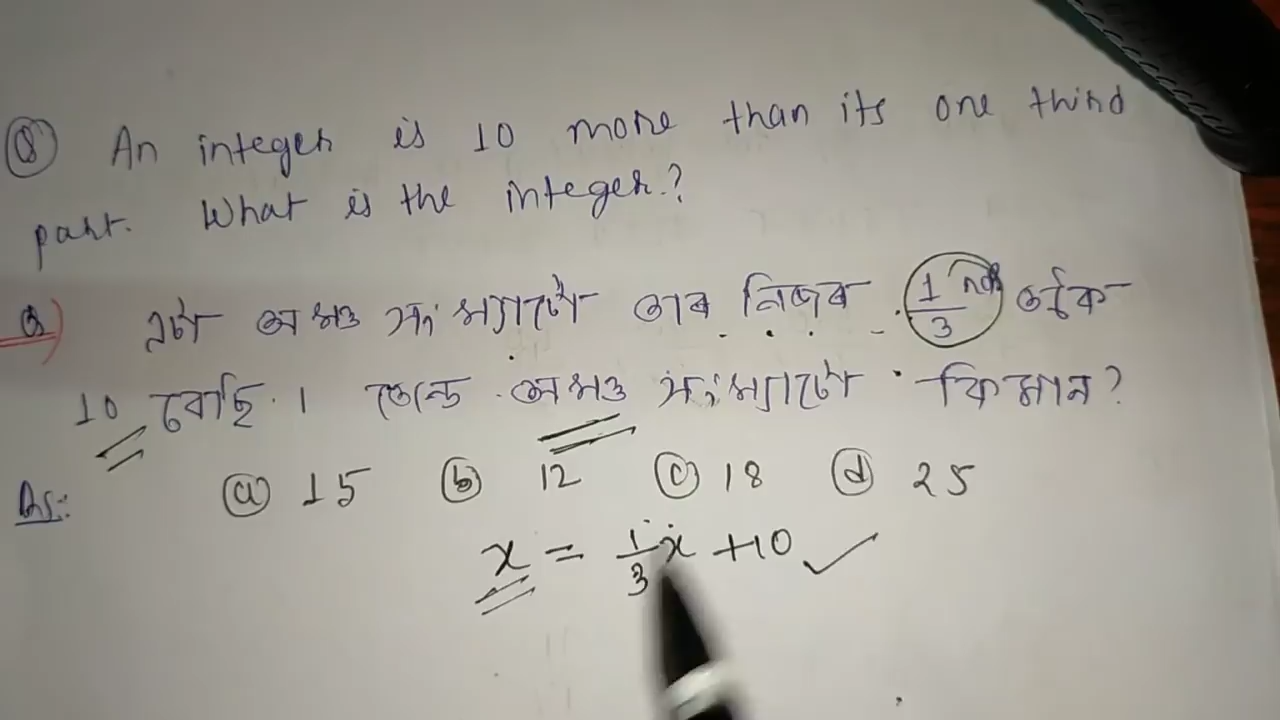 Q An integer is 10 more than its one third
part. What is the integer.?
Q) এটা অখণ্ড সংখ্যাটো তাৰ নিজৰ 1/3 তকৈ
10 বেছি । তেন্তে অখণ্ড সংখ্যাটো কিমান?
Ans: (a) 15 (b) 12 (c) 18 (d) 25
x = 1/3 x + 10